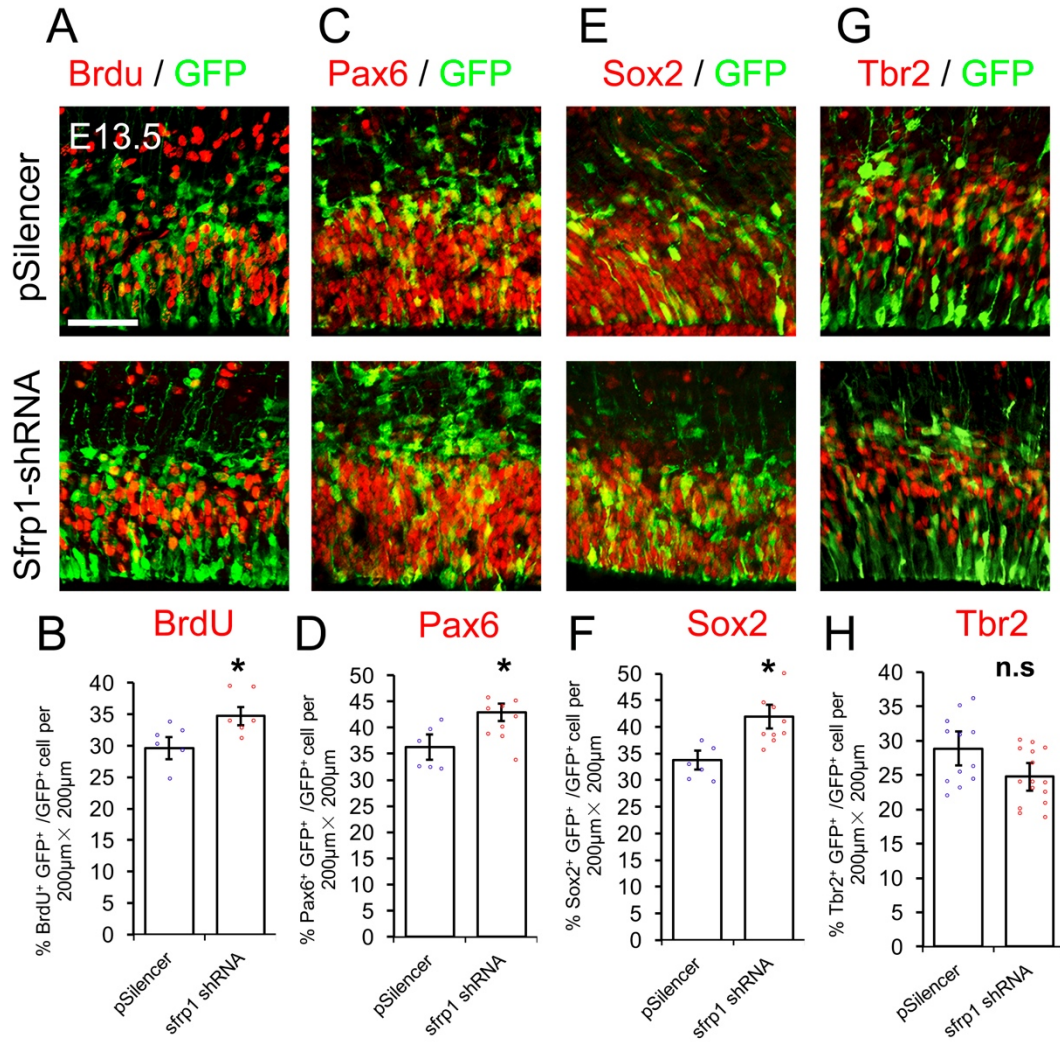 A
C
E
G
Brdu / GFP
Pax6 / GFP
Sox2 / GFP
Tbr2 / GFP
E13.5
pSilencer
Sfrp1-shRNA
B
BrdU
% BrdU⁺ GFP⁺ /GFP⁺ cell per
200μm × 200μm
40
35
30
25
20
15
10
5
0
*
pSilencer
sfrp1 shRNA
D
Pax6
% Pax6⁺ GFP⁺ /GFP⁺ cell per
200μm × 200μm
50
45
40
35
30
25
20
15
10
5
0
*
pSilencer
sfrp1 shRNA
F
Sox2
% Sox2⁺ GFP⁺ /GFP⁺ cell per
200μm × 200μm
50
45
40
35
30
25
20
15
10
5
0
*
pSilencer
sfrp1 shRNA
H
Tbr2
% Tbr2⁺ GFP⁺ /GFP⁺ cell per
200μm × 200μm
40
35
30
25
20
15
10
5
0
n.s
pSilencer
sfrp1 shRNA